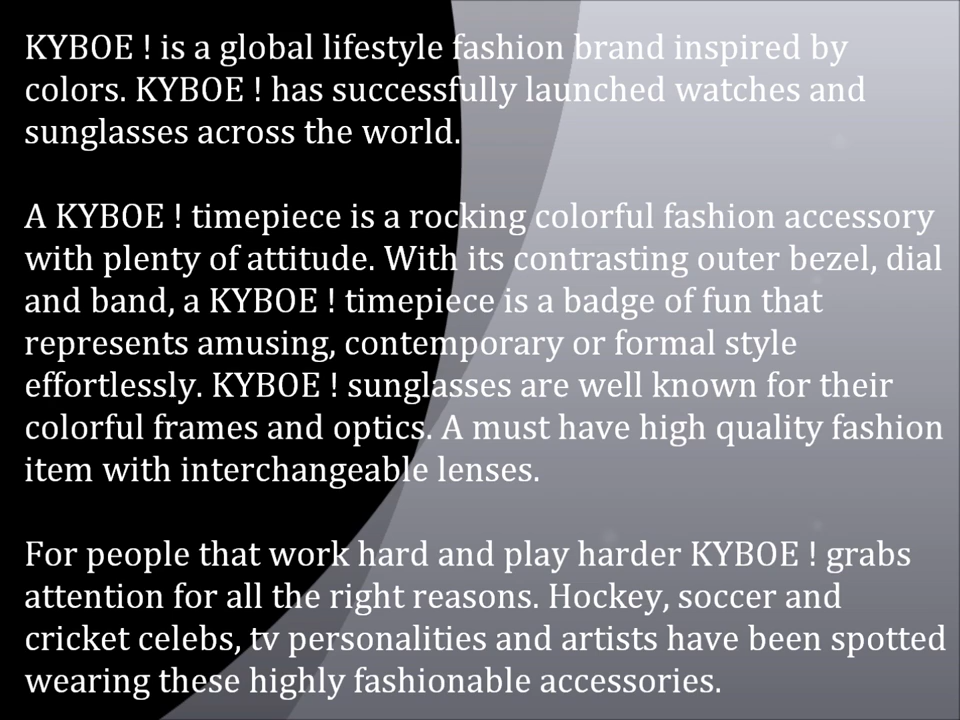 KYBOE ! is a global lifestyle fashion brand inspired by
colors. KYBOE ! has successfully launched watches and
sunglasses across the world.
A KYBOE ! timepiece is a rocking colorful fashion accessory
with plenty of attitude. With its contrasting outer bezel, dial
and band, a KYBOE ! timepiece is a badge of fun that
represents amusing, contemporary or formal style
effortlessly. KYBOE ! sunglasses are well known for their
colorful frames and optics. A must have high quality fashion
item with interchangeable lenses.
For people that work hard and play harder KYBOE ! grabs
attention for all the right reasons. Hockey, soccer and
cricket celebs, tv personalities and artists have been spotted
wearing these highly fashionable accessories.